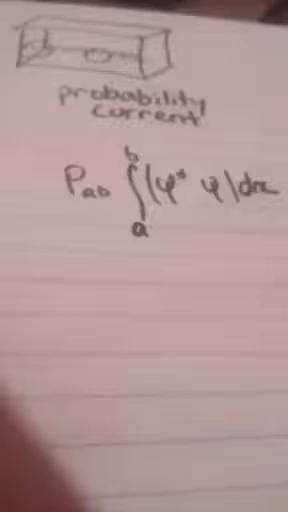 probability
current
b
Pab ∫ (φ* φ) dx
a